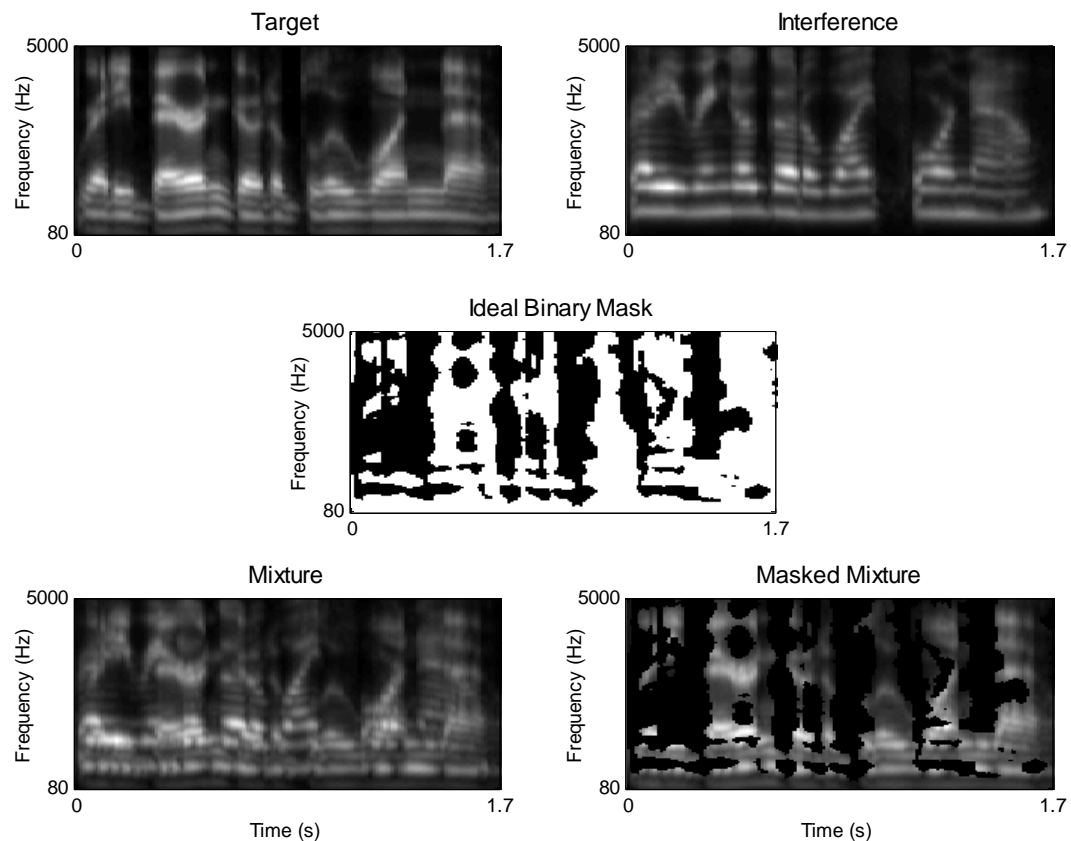 Target
Interference
5000
Frequency (Hz)
80
0
1.7
5000
Frequency (Hz)
80
0
1.7
Ideal Binary Mask
5000
Frequency (Hz)
80
0
1.7
Mixture
Masked Mixture
5000
Frequency (Hz)
80
0
1.7
Time (s)
5000
Frequency (Hz)
80
0
1.7
Time (s)